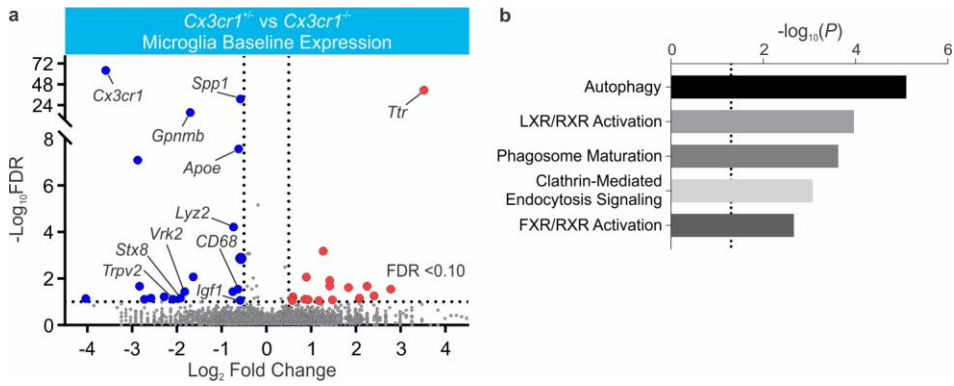 a
Cx3cr1+/- vs Cx3cr1-/-
Microglia Baseline Expression
72
48
24
8
6
4
2
0
-Log10FDR
Cx3cr1
Spp1
Gpnmb
Ttr
Apoe
Lyz2
Vrk2
CD68
Stx8
Trpv2
Igf1
FDR <0.10
-4
-3
-2
-1
0
1
2
3
4
Log2 Fold Change
b
-log10(P)
0
2
4
6
Autophagy
LXR/RXR Activation
Phagosome Maturation
Clathrin-Mediated
Endocytosis Signaling
FXR/RXR Activation